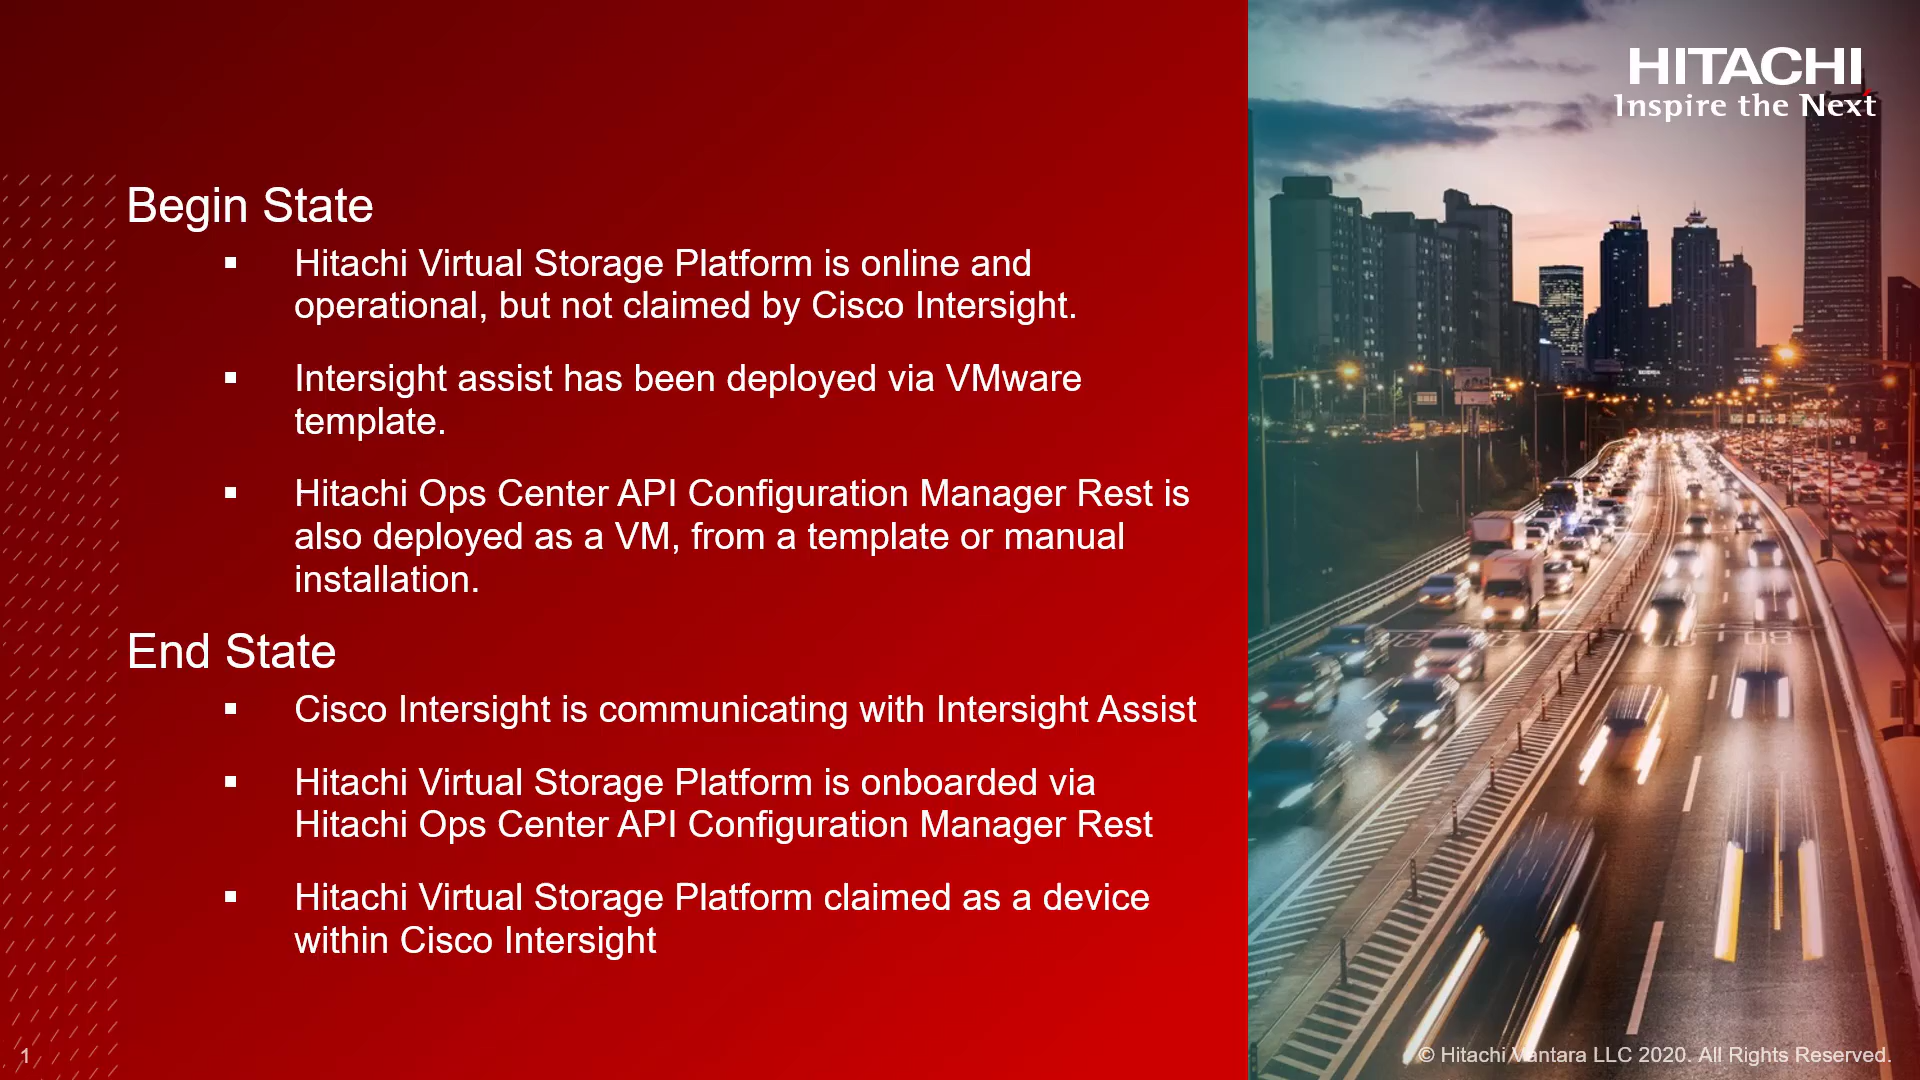 HITACHI
Inspire the Next
Begin State
▪ Hitachi Virtual Storage Platform is online and
operational, but not claimed by Cisco Intersight.
▪ Intersight assist has been deployed via VMware
template.
▪ Hitachi Ops Center API Configuration Manager Rest is
also deployed as a VM, from a template or manual
installation.
End State
▪ Cisco Intersight is communicating with Intersight Assist
▪ Hitachi Virtual Storage Platform is onboarded via
Hitachi Ops Center API Configuration Manager Rest
▪ Hitachi Virtual Storage Platform claimed as a device
within Cisco Intersight
1
© Hitachi Vantara LLC 2020. All Rights Reserved.